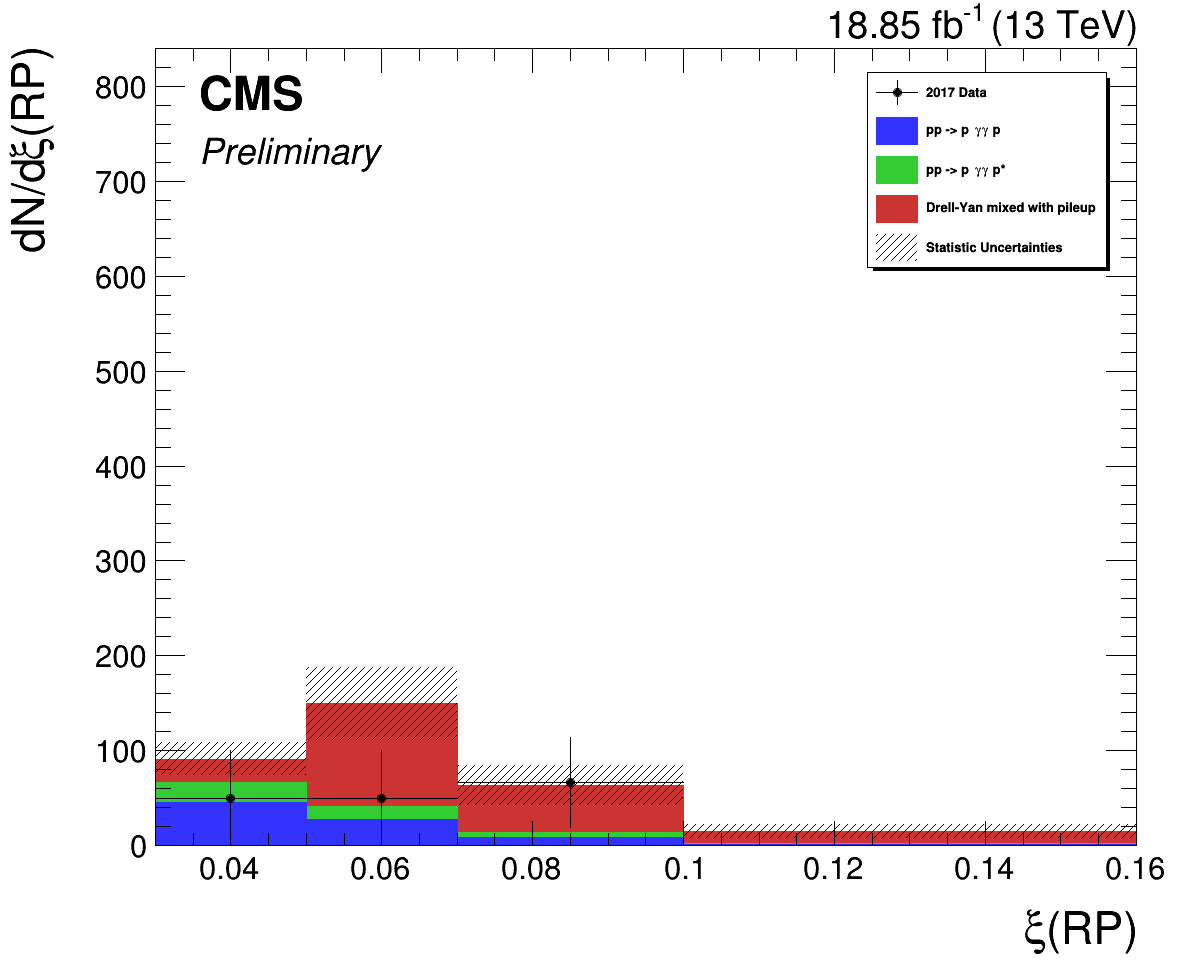 18.85 fb⁻¹ (13 TeV)
dN/dξ(RP)
CMS
Preliminary
2017 Data
pp -> p γγ p
pp -> p γγ p*
Drell-Yan mixed with pileup
Statistic Uncertainties
800
700
600
500
400
300
200
100
0
0.04 0.06 0.08 0.1 0.12 0.14 0.16
ξ(RP)